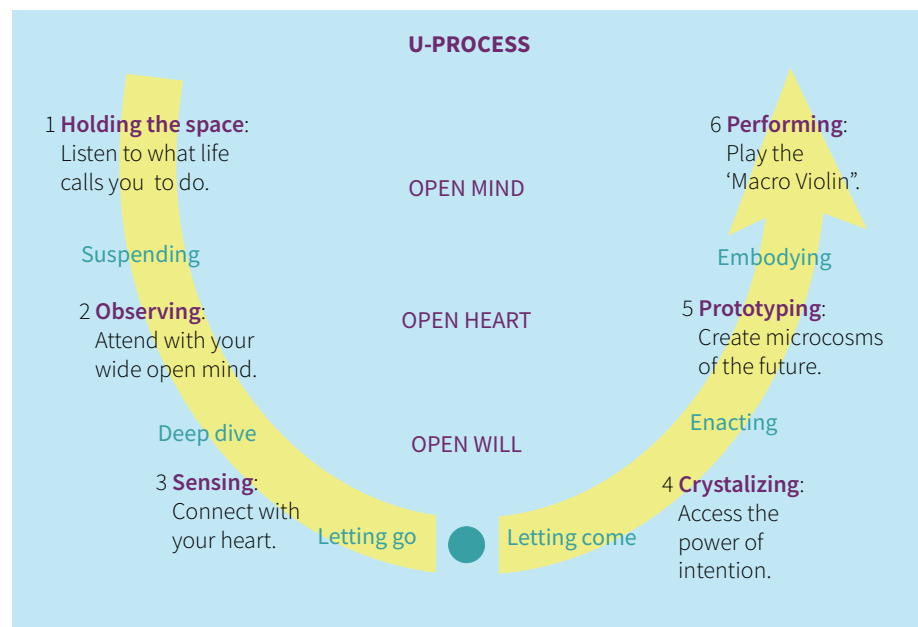 U-PROCESS
1 Holding the space:
Listen to what life
calls you to do.
Suspending
2 Observing:
Attend with your
wide open mind.
Deep dive
3 Sensing:
Connect with
your heart.
Letting go
OPEN MIND
OPEN HEART
OPEN WILL
Letting come
4 Crystalizing:
Access the
power of
intention.
Enacting
5 Prototyping:
Create microcosms
of the future.
Embodying
6 Performing:
Play the
‘Macro Violin”.